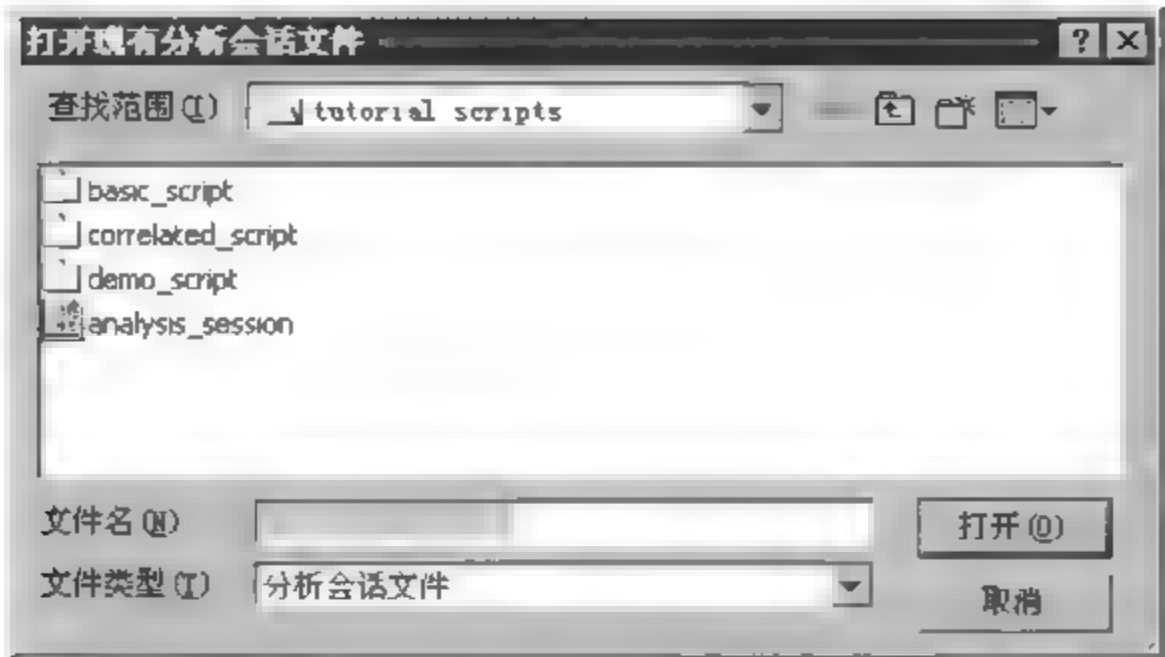 打开现有分析会话文件
查找范围(I) tutorial scripts
basic_script
correlated_script
demo_script
analysis_session
文件名(N)
打开(O)
文件类型(T) 分析会话文件
取消